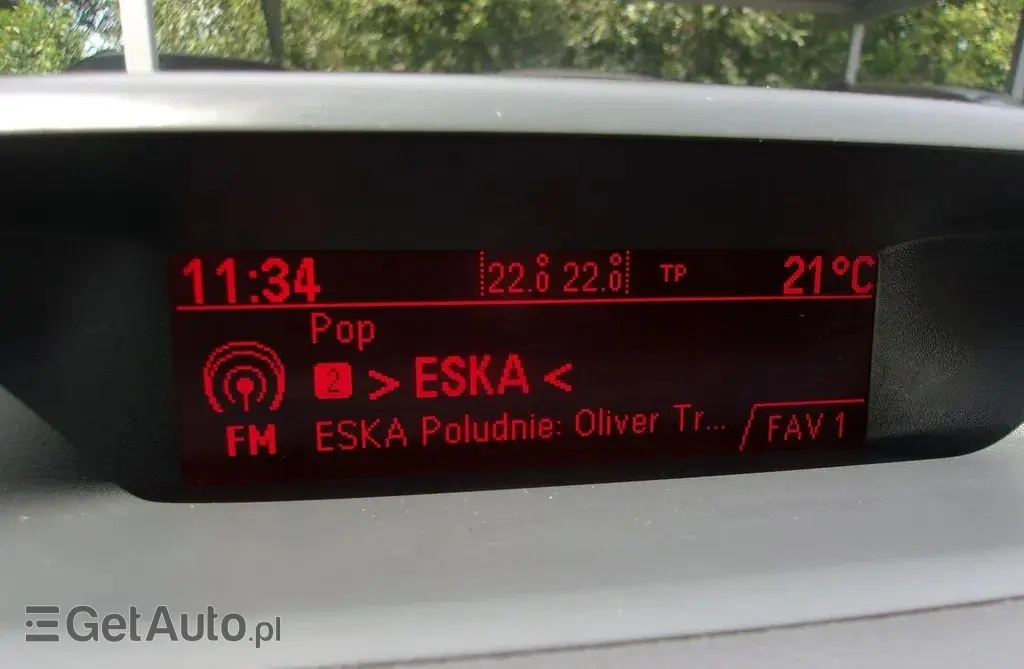 11:34 22.0 22.0 TP 21°C
Pop
2 > ESKA <
FM ESKA Poludnie: Oliver Tr... FAV 1
GetAuto.pl